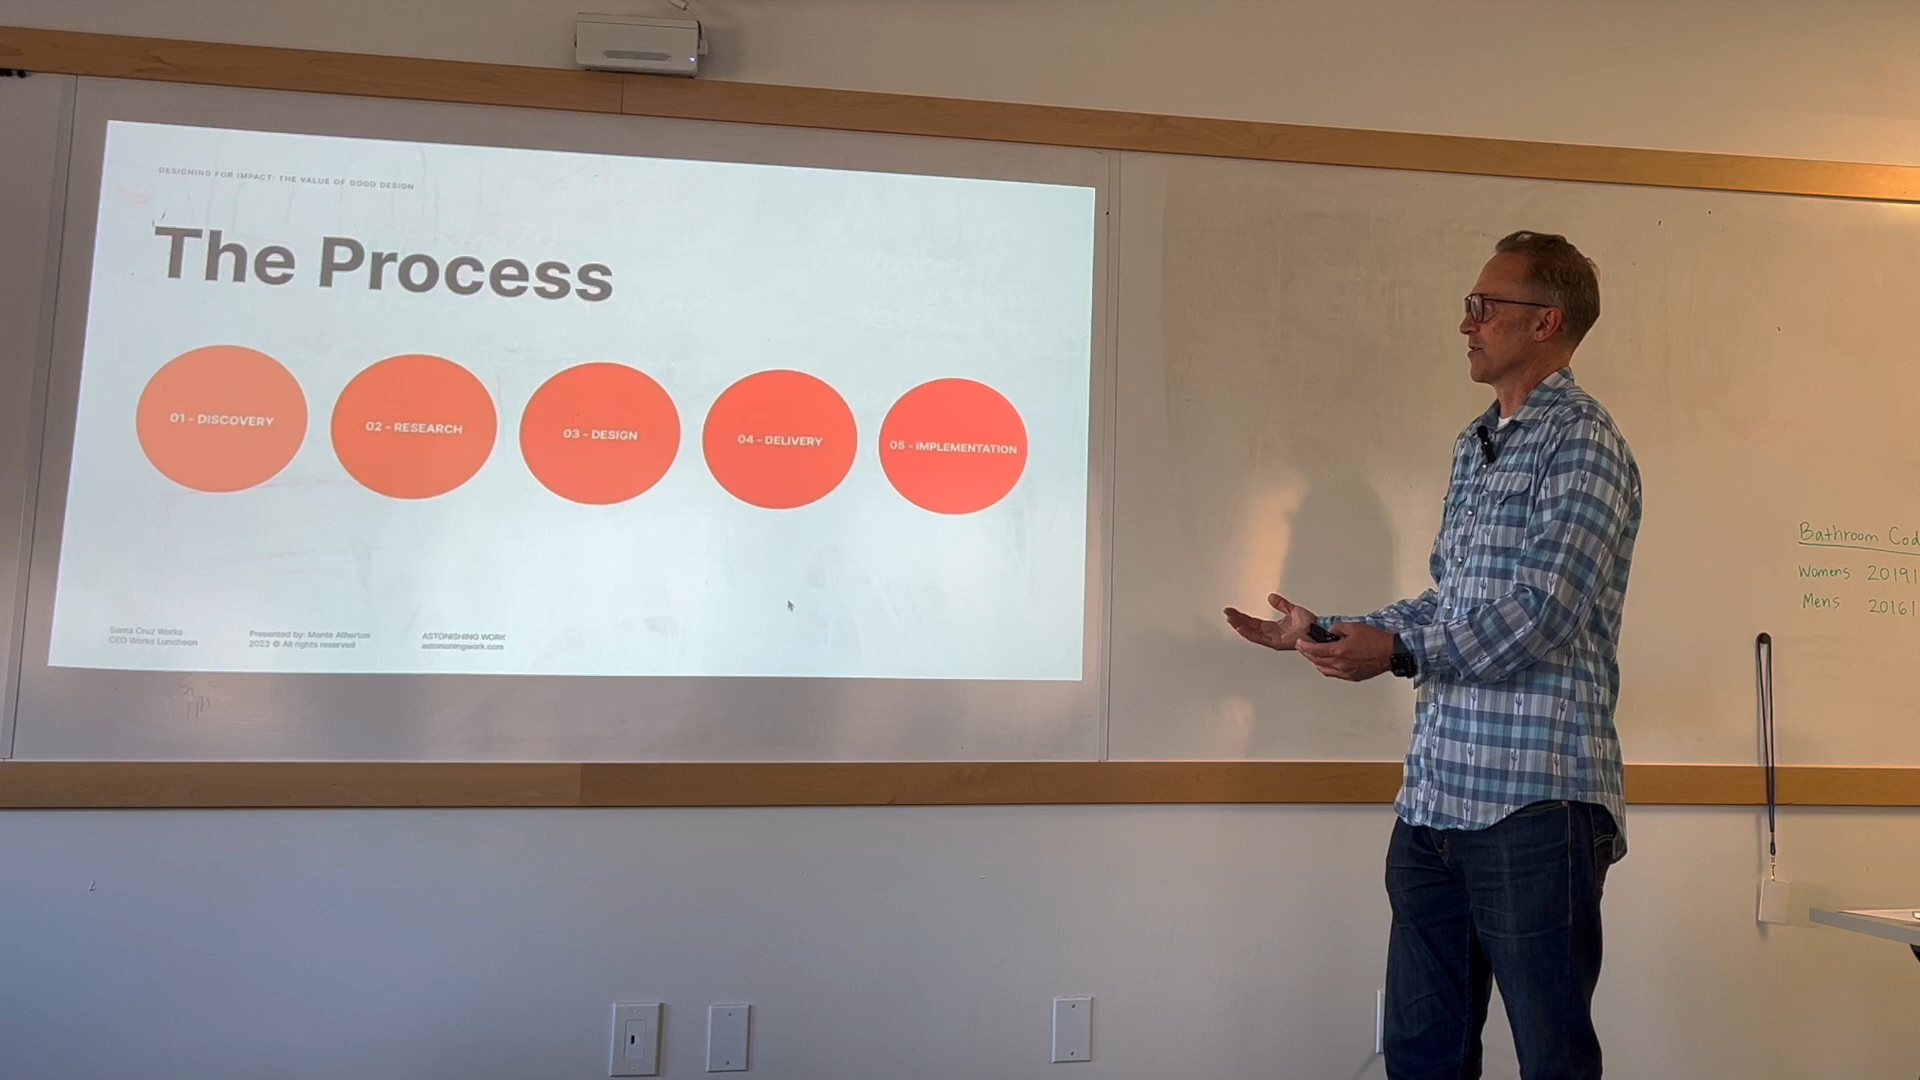 DESIGNING FOR IMPACT: THE VALUE OF GOOD DESIGN
The Process
01 - DISCOVERY
02 - RESEARCH
03 - DESIGN
04 - DELIVERY
05 - IMPLEMENTATION
Santa Cruz Works
CEO Works Luncheon
Presented by: Monte Atherton
2023 © All rights reserved
ASTONISHING WORK
astonishingwork.com
Bathroom Cod
Womens 20191
Mens 20161